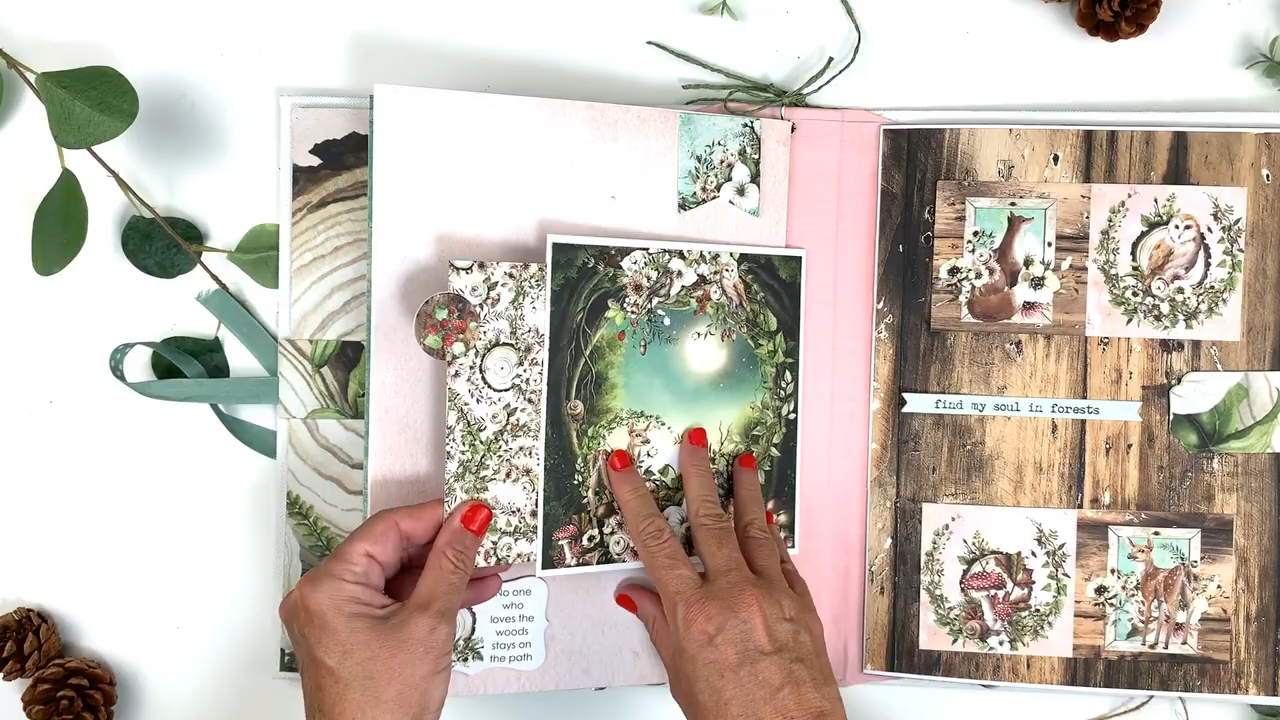 find my soul in forests
No one
who
loves the
woods
stays on
the path